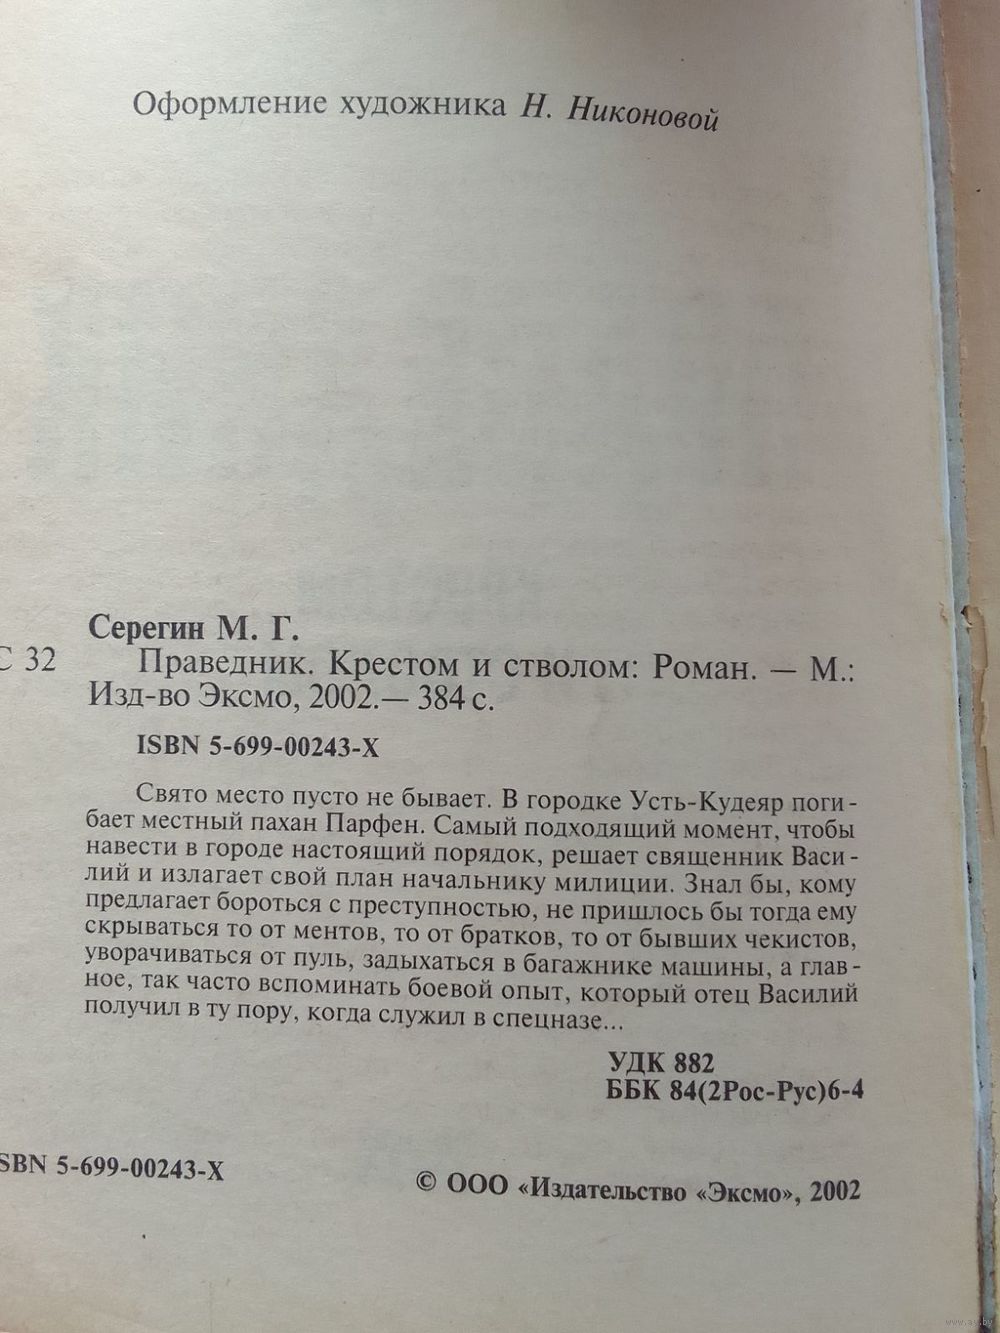 Оформление художника Н. Никоновой
Серегин М. Г.
С 32 Праведник. Крестом и стволом: Роман. — М.:
Изд-во Эксмо, 2002.— 384 с.
ISBN 5-699-00243-X
Свято место пусто не бывает. В городке Усть-Кудеяр поги-
бает местный пахан Парфен. Самый подходящий момент, чтобы
навести в городе настоящий порядок, решает священник Васи-
лий и излагает свой план начальнику милиции. Знал бы, кому
предлагает бороться с преступностью, не пришлось бы тогда ему
скрываться то от ментов, то от братков, то от бывших чекистов,
уворачиваться от пуль, задыхаться в багажнике машины, а глав-
ное, так часто вспоминать боевой опыт, который отец Василий
получил в ту пору, когда служил в спецназе...
УДК 882
ББК 84(2Рос-Рус)6-4
SBN 5-699-00243-X
© ООО «Издательство «Эксмо», 2002
www.ay.by